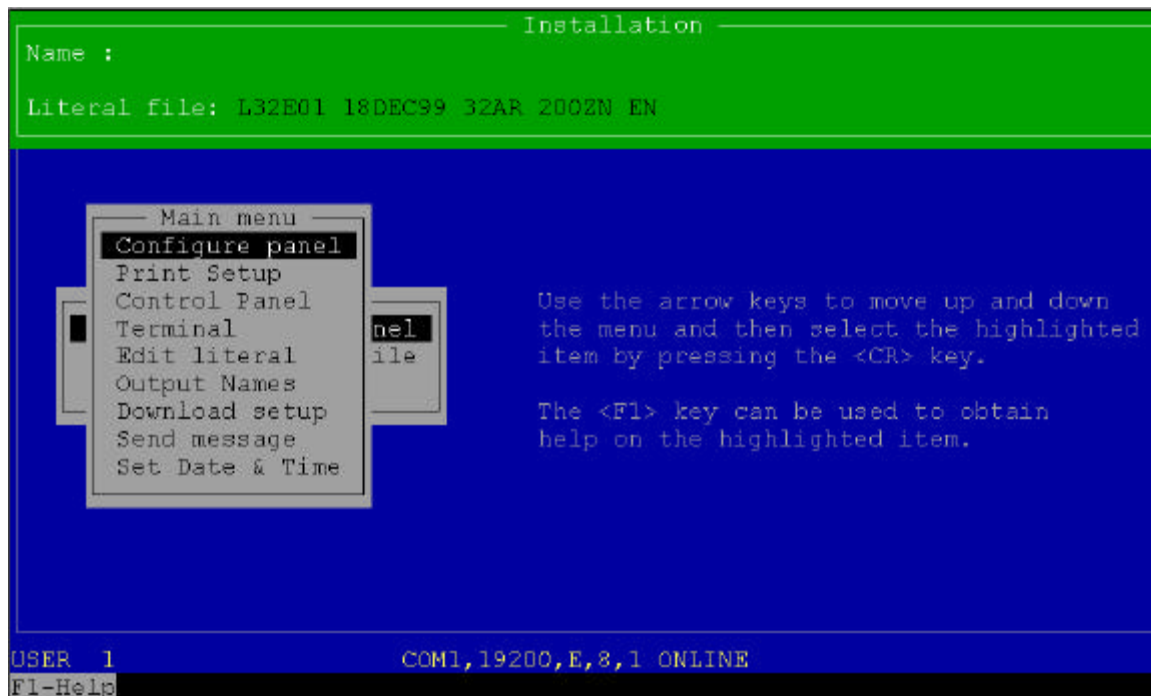 Installation
Name :
Literal file: L32E01 18DEC99 32AR 200ZN EN
Main menu
Configure panel
Print Setup
Control Panel
Terminal
nel
Edit literal
ile
Output Names
Download setup
Send message
Set Date & Time
Use the arrow keys to move up and down
the menu and then select the highlighted
item by pressing the <CR> key.
The <F1> key can be used to obtain
help on the highlighted item.
USER 1
COM1,19200,E,8,1 ONLINE
F1-Help